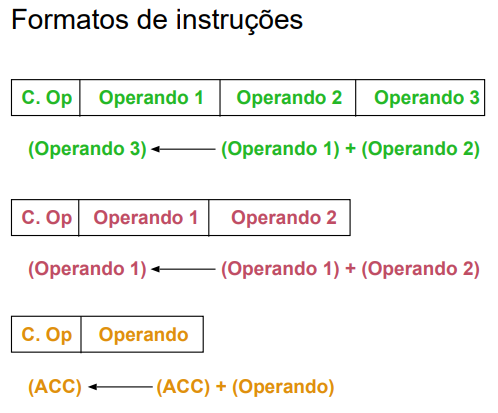 Formatos de instruções
C. Op Operando 1 Operando 2 Operando 3
(Operando 3) (Operando 1) + (Operando 2)
C. Op Operando 1 Operando 2
(Operando 1) (Operando 1) + (Operando 2)
C. Op Operando
(ACC) (ACC) + (Operando)